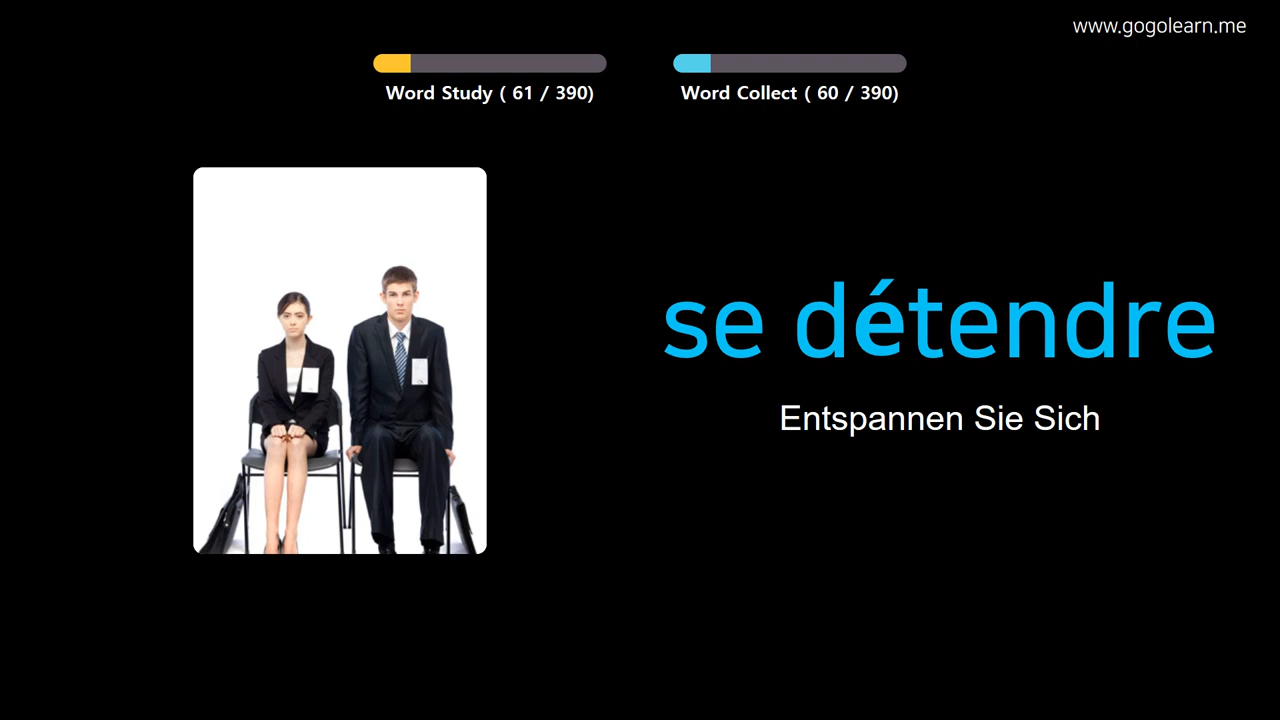 www.gogolearn.me
Word Study ( 61 / 390)
Word Collect ( 60 / 390)
se détendre
Entspannen Sie Sich